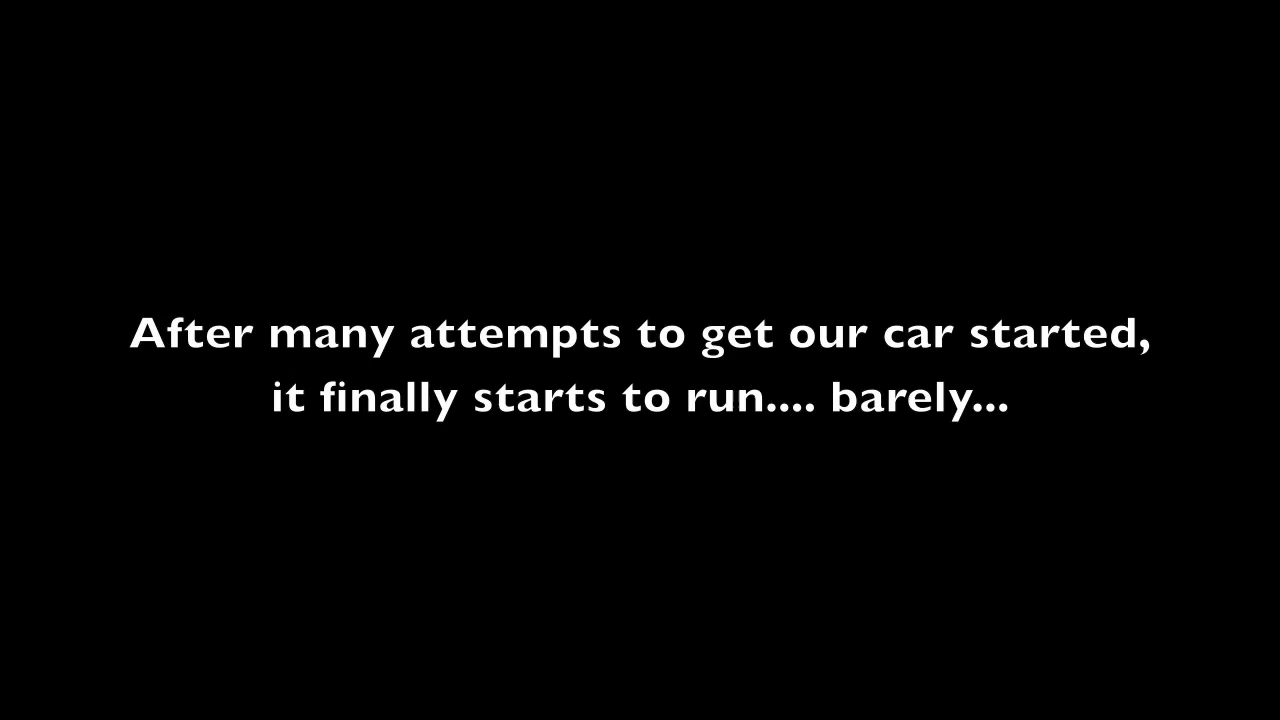 After many attempts to get our car started,
it finally starts to run.... barely...